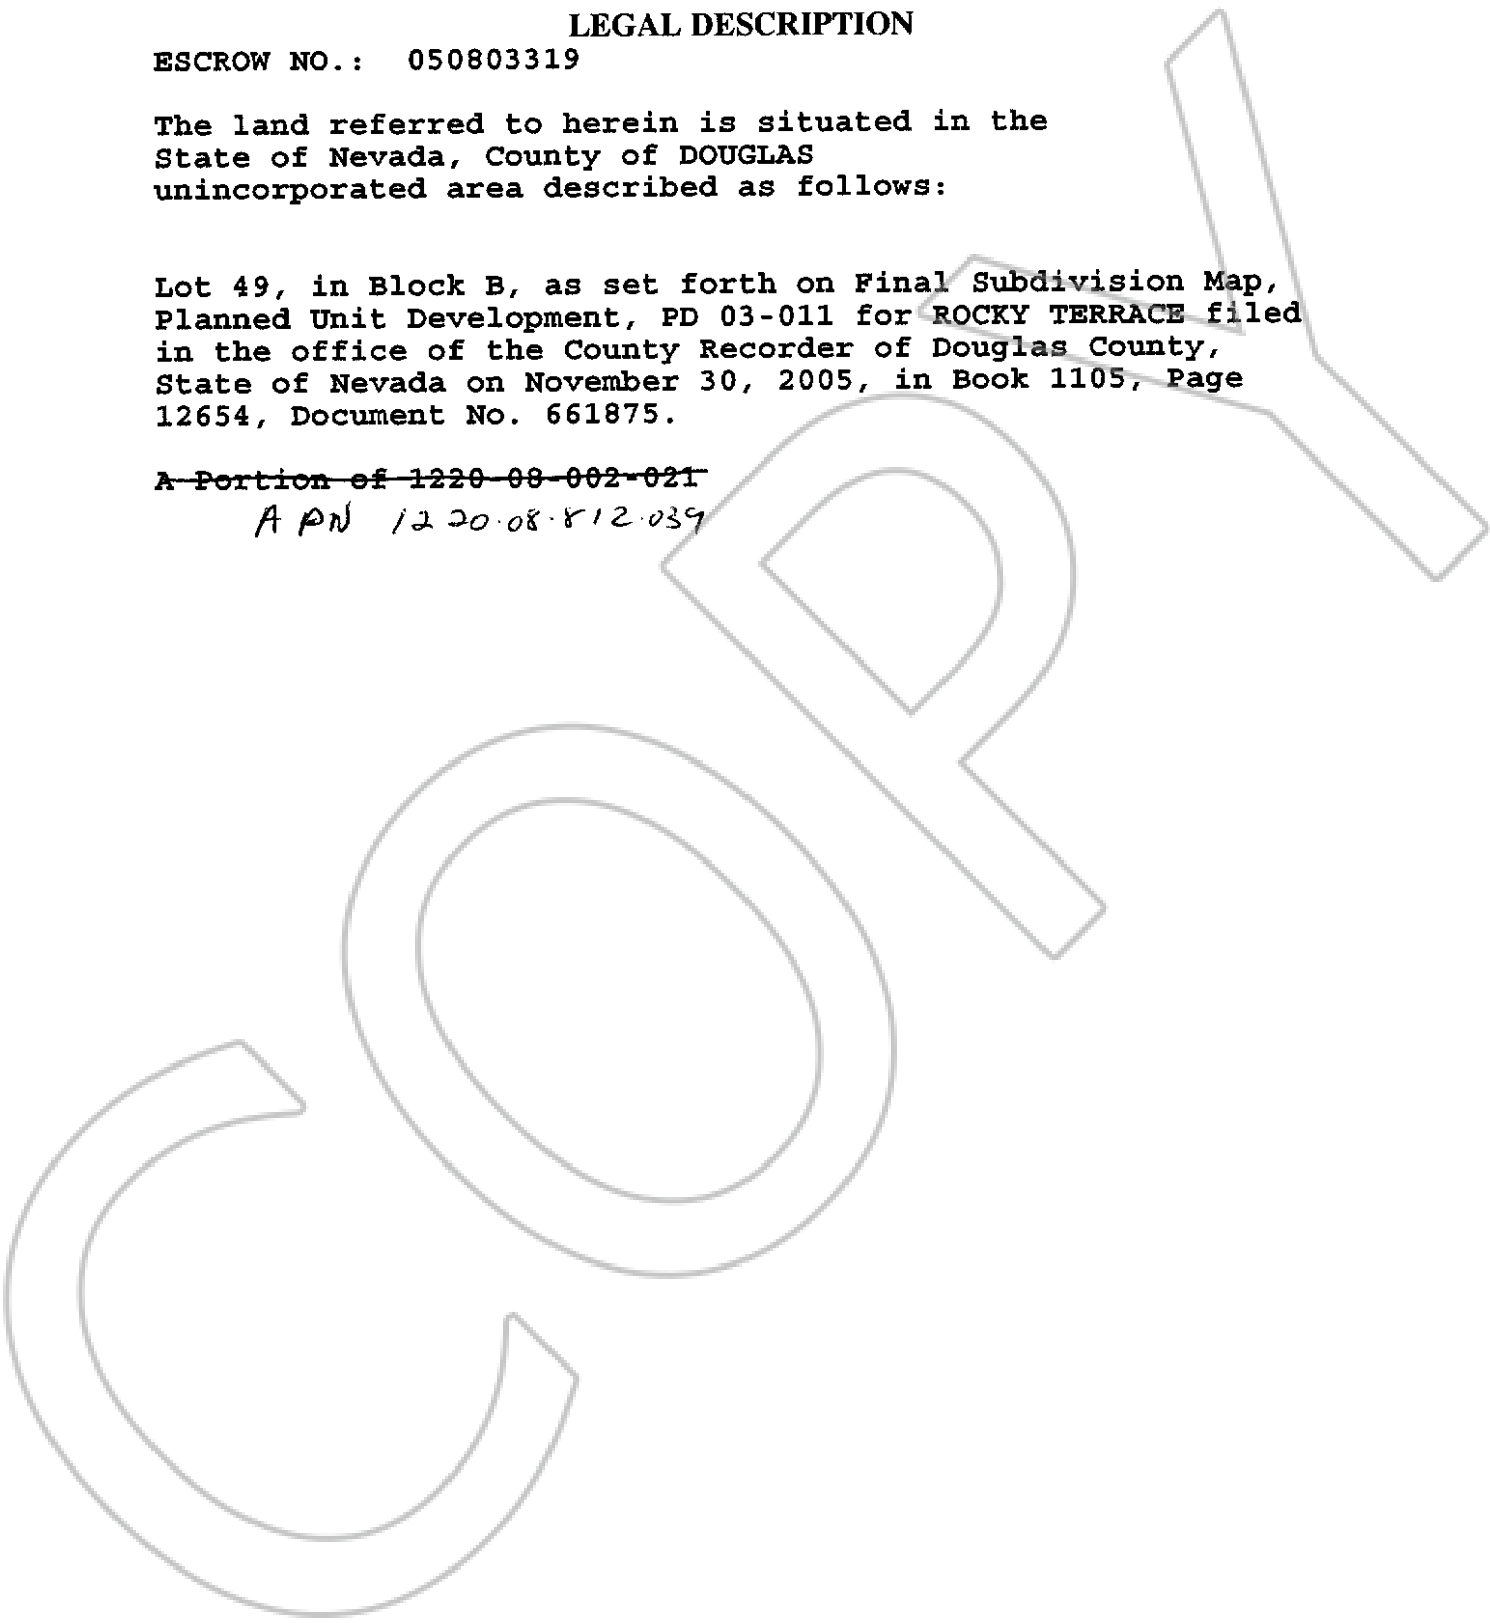 LEGAL DESCRIPTION
ESCROW NO.: 050803319
The land referred to herein is situated in the
State of Nevada, County of DOUGLAS
unincorporated area described as follows:
Lot 49, in Block B, as set forth on Final Subdivision Map,
Planned Unit Development, PD 03-011 for ROCKY TERRACE filed
in the office of the County Recorder of Douglas County,
State of Nevada on November 30, 2005, in Book 1105, Page
12654, Document No. 661875.
A Portion of 1220-08-002-021
APN 1220.08.812.039
COPY